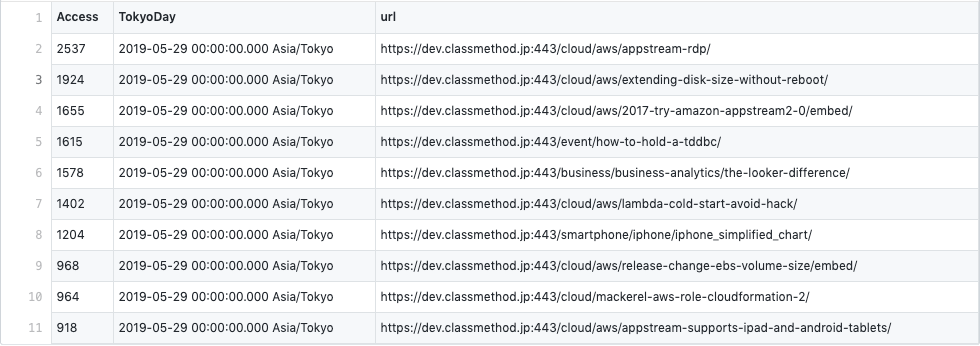 1 Access TokyoDay url
2 2537 2019-05-29 00:00:00.000 Asia/Tokyo https://dev.classmethod.jp:443/cloud/aws/appstream-rdp/
3 1924 2019-05-29 00:00:00.000 Asia/Tokyo https://dev.classmethod.jp:443/cloud/aws/extending-disk-size-without-reboot/
4 1655 2019-05-29 00:00:00.000 Asia/Tokyo https://dev.classmethod.jp:443/cloud/aws/2017-try-amazon-appstream2-0/embed/
5 1615 2019-05-29 00:00:00.000 Asia/Tokyo https://dev.classmethod.jp:443/event/how-to-hold-a-tddbc/
6 1578 2019-05-29 00:00:00.000 Asia/Tokyo https://dev.classmethod.jp:443/business/business-analytics/the-looker-difference/
7 1402 2019-05-29 00:00:00.000 Asia/Tokyo https://dev.classmethod.jp:443/cloud/aws/lambda-cold-start-avoid-hack/
8 1204 2019-05-29 00:00:00.000 Asia/Tokyo https://dev.classmethod.jp:443/smartphone/iphone/iphone_simplified_chart/
9 968 2019-05-29 00:00:00.000 Asia/Tokyo https://dev.classmethod.jp:443/cloud/aws/release-change-ebs-volume-size/embed/
10 964 2019-05-29 00:00:00.000 Asia/Tokyo https://dev.classmethod.jp:443/cloud/mackerel-aws-role-cloudformation-2/
11 918 2019-05-29 00:00:00.000 Asia/Tokyo https://dev.classmethod.jp:443/cloud/aws/appstream-supports-ipad-and-android-tablets/